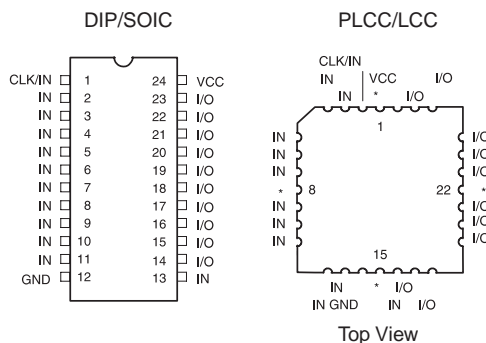 DIP/SOIC
CLK/IN 1 24 VCC
IN 2 23 I/O
IN 3 22 I/O
IN 4 21 I/O
IN 5 20 I/O
IN 6 19 I/O
IN 7 18 I/O
IN 8 17 I/O
IN 9 16 I/O
IN 10 15 I/O
IN 11 14 I/O
GND 12 13 IN
PLCC/LCC
CLK/IN
IN VCC I/O
IN * I/O
1
IN I/O
IN I/O
IN I/O
* 8 22 *
IN I/O
IN I/O
IN I/O
15
IN * I/O
IN GND IN I/O
Top View